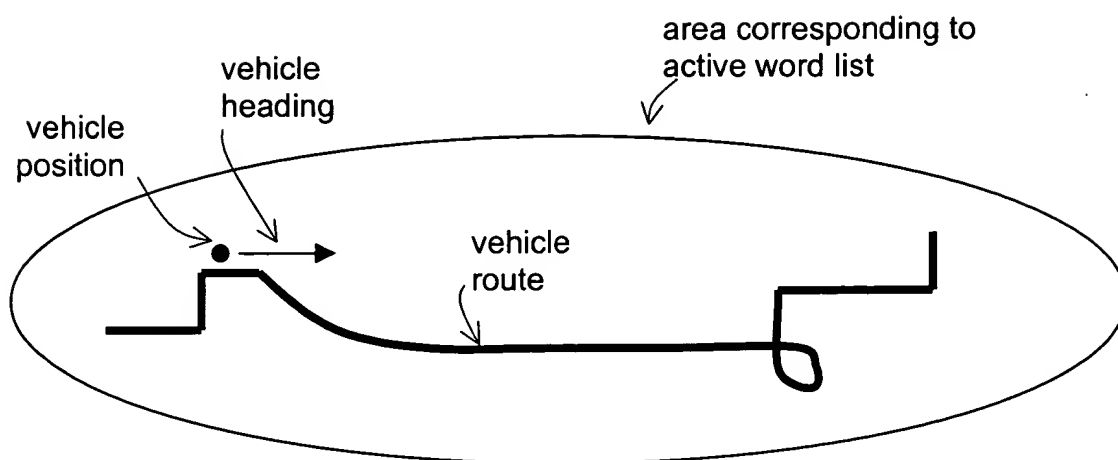 area corresponding to
active word list
vehicle
heading
vehicle
position
vehicle
route